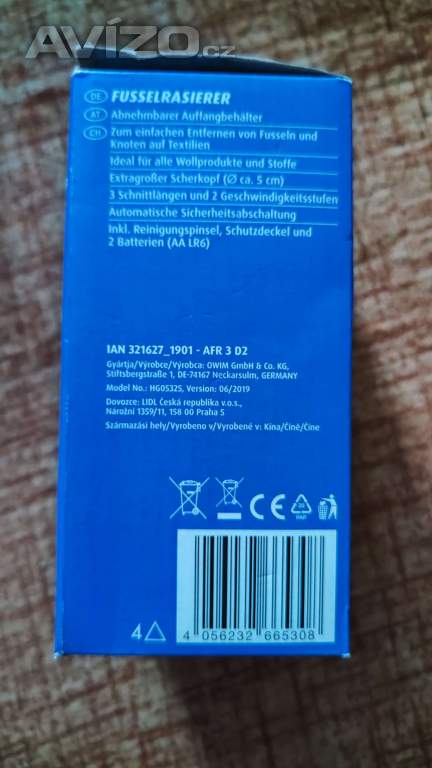 Avízo.cz
DE FUSSELRASIERER
AT Abnehmbarer Auffangbehälter
CH Zum einfachen Entfernen von Fusseln und
Knoten auf Textilien
Ideal für alle Wollprodukte und Stoffe
Extragroßer Scherkopf (Ø ca. 5 cm)
3 Schnittlängen und 2 Geschwindigkeitsstufen
Automatische Sicherheitsabschaltung
Inkl. Reinigungspinsel, Schutzdeckel und
2 Batterien (AA LR6)
IAN 321627_1901 - AFR 3 D2
Gyártja/Výrobce/Výrobca: OWIM GmbH & Co. KG,
Stiftsbergstraße 1, DE-74167 Neckarsulm, GERMANY
Model No.: HG05325, Version: 06/2019
Dovozce: LIDL Česká republika v.o.s.,
Nárožní 1359/11, 158 00 Praha 5
Származási hely/Vyrobeno v/Vyrobené v: Kína/Číně/Číne
CE
PAP
4
4 056232 665308